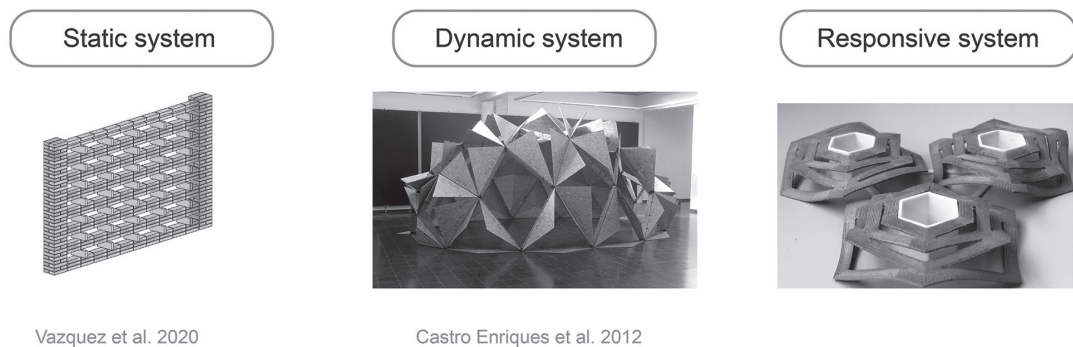 Static system
Dynamic system
Responsive system
Vazquez et al. 2020
Castro Enriques et al. 2012